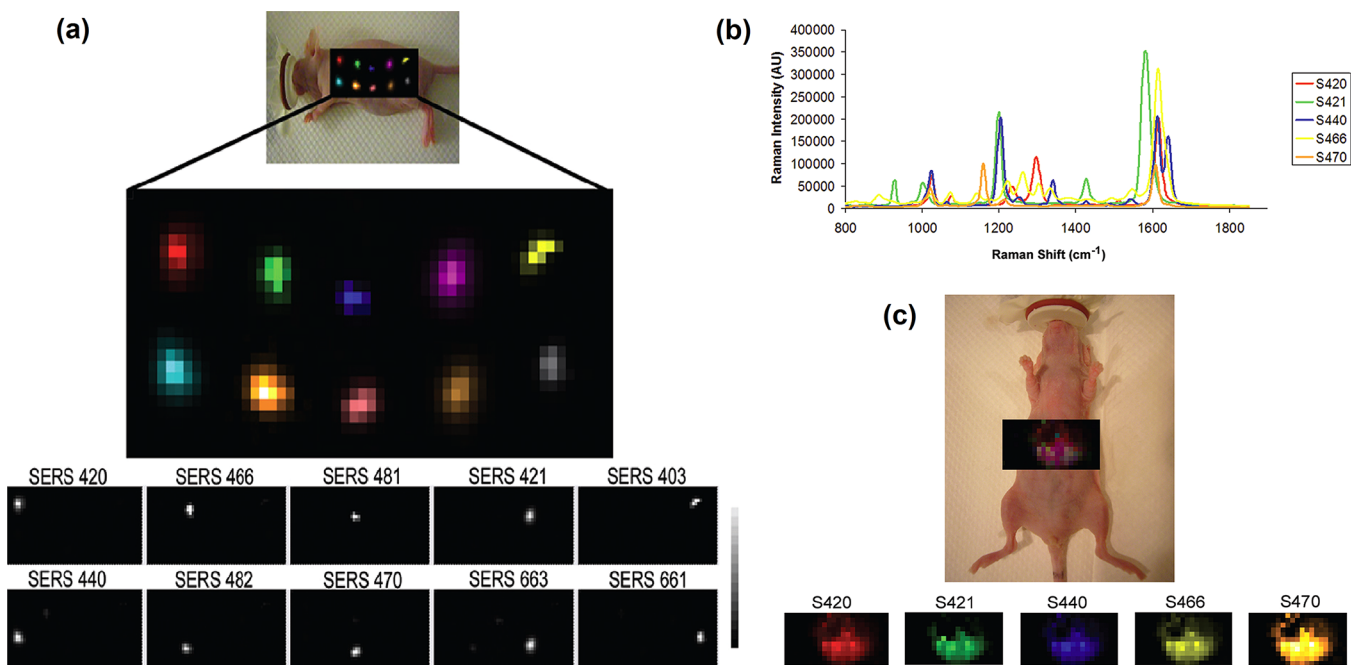 (a)
SERS 420
SERS 466
SERS 481
SERS 421
SERS 403
SERS 440
SERS 482
SERS 470
SERS 663
SERS 661
(b)
Raman Intensity (AU)
400000
350000
300000
250000
200000
150000
100000
50000
0
800
1000
1200
1400
1600
1800
Raman Shift (cm⁻¹)
S420
S421
S440
S466
S470
(c)
S420
S421
S440
S466
S470